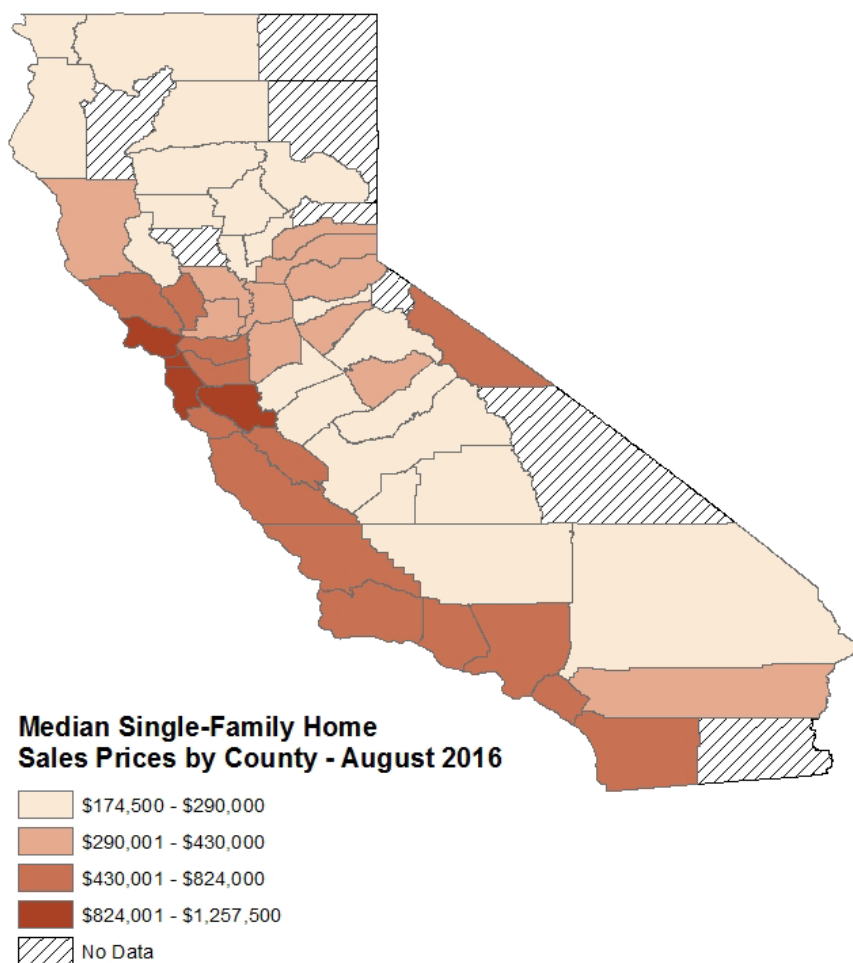 Median Single-Family Home
Sales Prices by County - August 2016
$174,500 - $290,000
$290,001 - $430,000
$430,001 - $824,000
$824,001 - $1,257,500
No Data